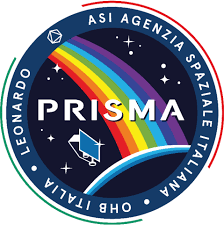 LEONARDO • ASI AGENZIA SPAZIALE ITALIANA • OHB ITALIA •
PRISMA